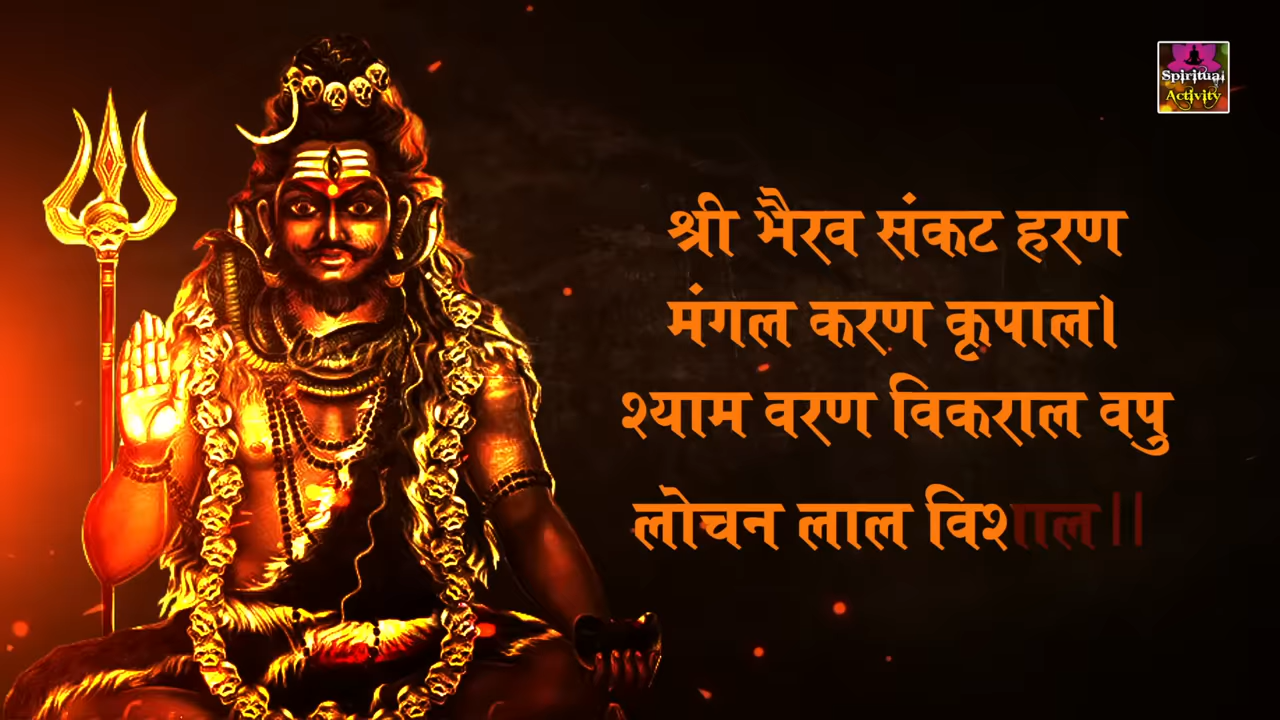 Spiritual
Activity
श्री भैरव संकट हरण
मंगल करण कृपाल।
श्याम वरण विकराल वपु
लोचन लाल विशाल॥